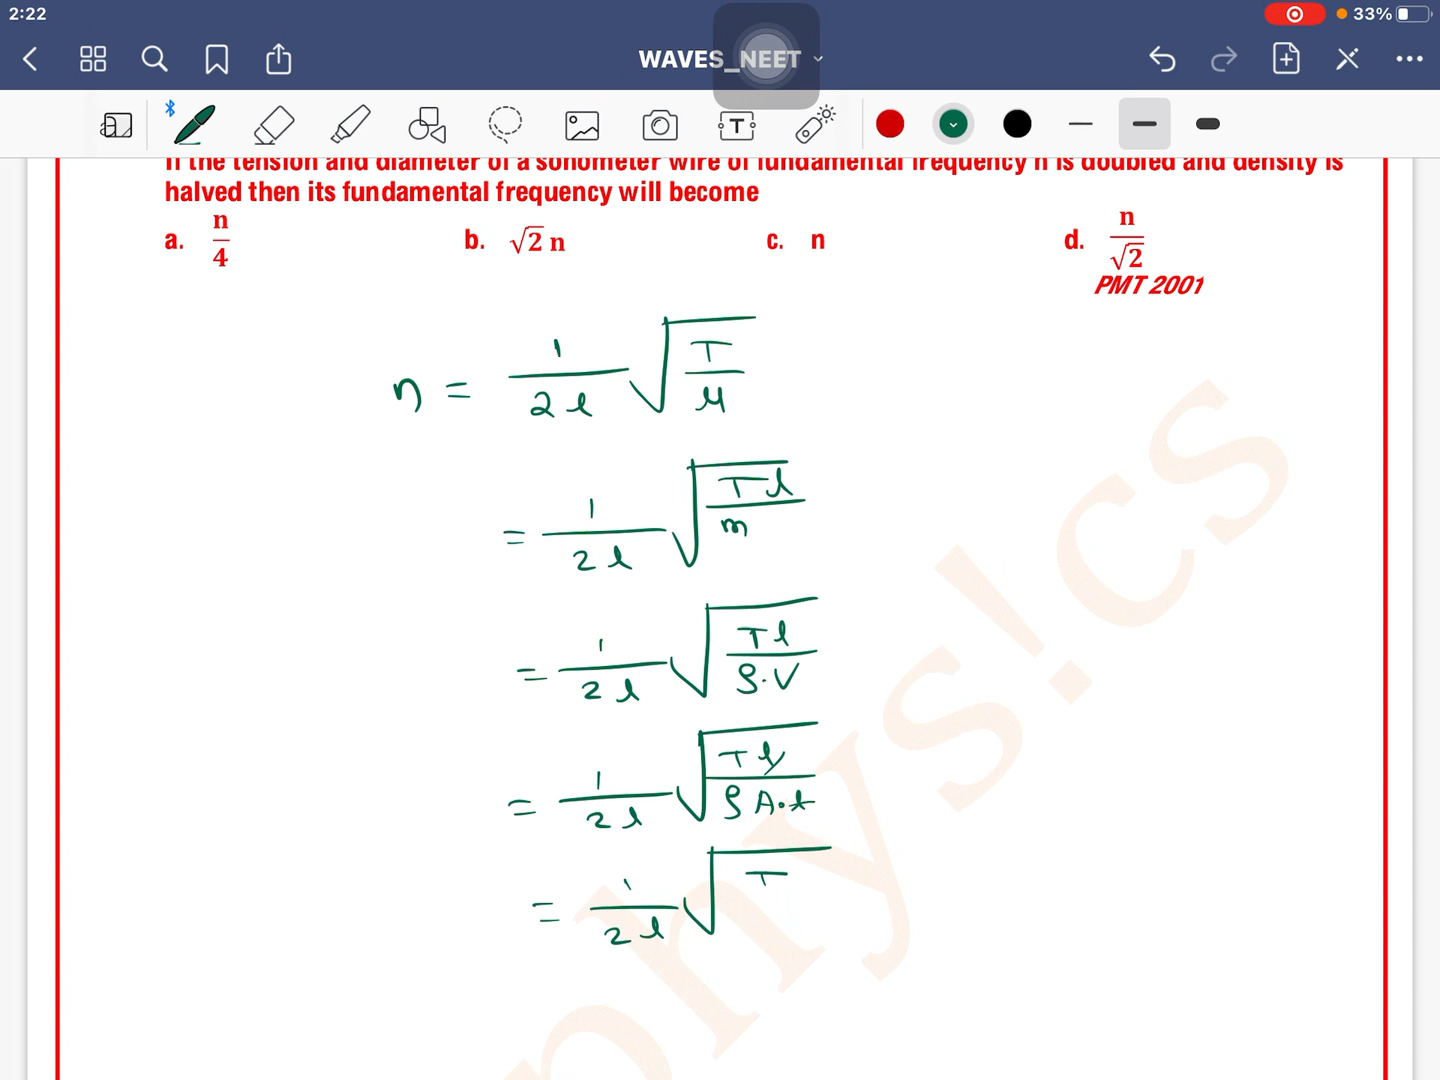 2:22
33%
WAVES_NEET
T
If the tension and diameter of a sonometer wire of fundamental frequency n is doubled and density is
halved then its fundamental frequency will become
a. n/4 b. √2 n c. n d. n/√2
PMT 2001
n = 1/2l √(T/μ)
= 1/2l √(Tl/m)
= 1/2l √(Tl/ρ.V)
= 1/2l √(Tl/ρA.l)
= 1/2l √T
phys!cs